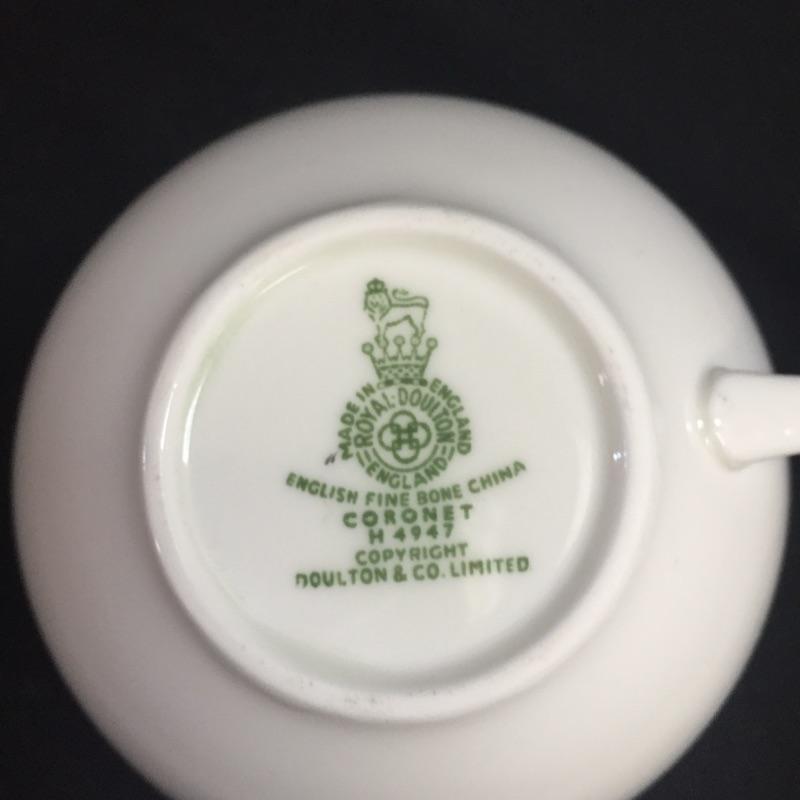 MADE IN ENGLAND
ROYAL·DOULTON
ENGLAND
ENGLISH FINE BONE CHINA
CORONET
H 4947
COPYRIGHT
DOULTON & CO. LIMITED